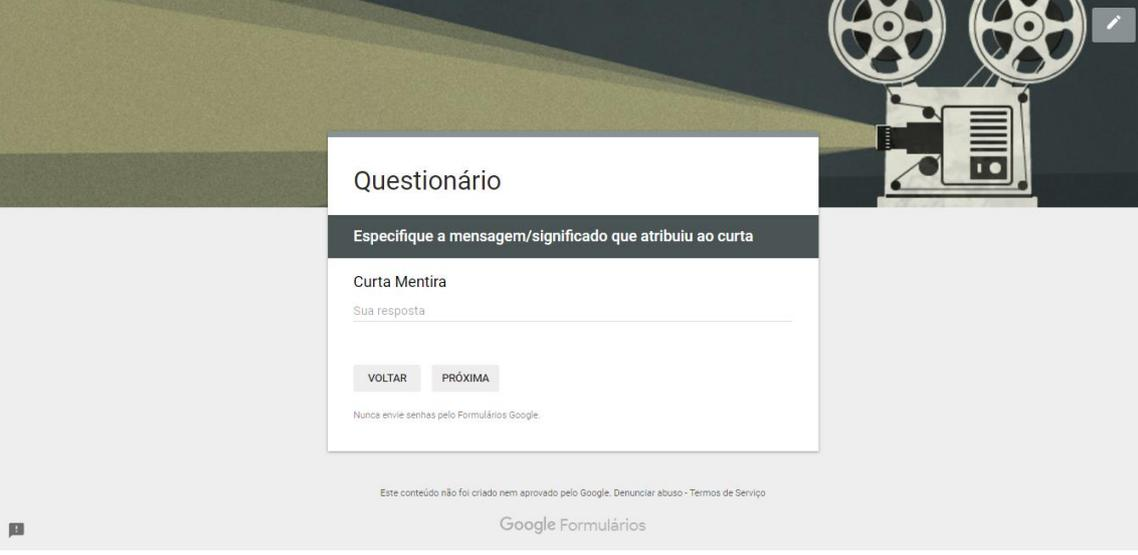 Questionário
Especifique a mensagem/significado que atribuiu ao curta
Curta Mentira
Sua resposta
VOLTAR PRÓXIMA
Nunca envie senhas pelo Formulários Google.
Este conteúdo não foi criado nem aprovado pelo Google. Denunciar abuso - Termos de Serviço
Google Formulários